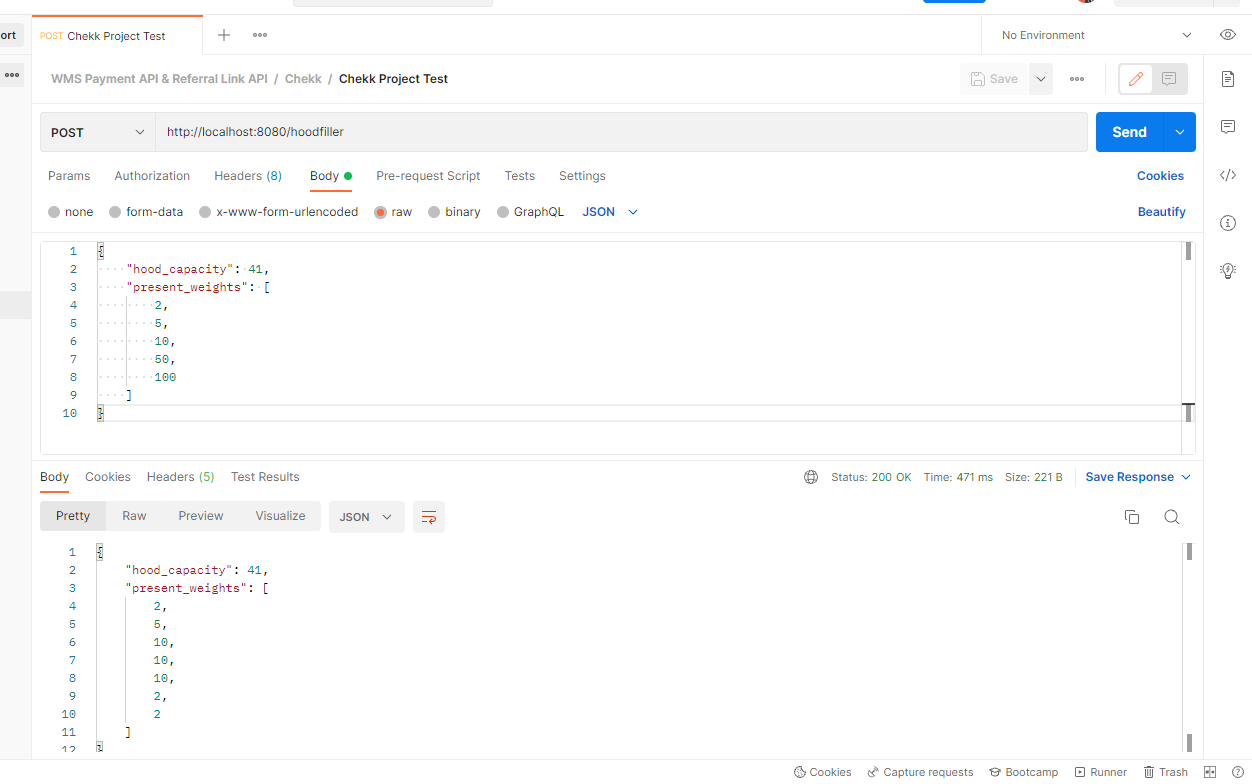 ort
POST Chekk Project Test
No Environment
WMS Payment API & Referral Link API / Chekk / Chekk Project Test
Save
POST
http://localhost:8080/hoodfiller
Send
Params Authorization Headers (8) Body Pre-request Script Tests Settings Cookies
none form-data x-www-form-urlencoded raw binary GraphQL JSON Beautify
1 {
2 "hood_capacity": 41,
3 "present_weights": [
4 2,
5 5,
6 10,
7 50,
8 100
9 ]
10 }
Body Cookies Headers (5) Test Results Status: 200 OK Time: 471 ms Size: 221 B Save Response
Pretty Raw Preview Visualize JSON
1 {
2 "hood_capacity": 41,
3 "present_weights": [
4 2,
5 5,
6 10,
7 10,
8 10,
9 2,
10 2
11 ]
12 }
Cookies Capture requests Bootcamp Runner Trash